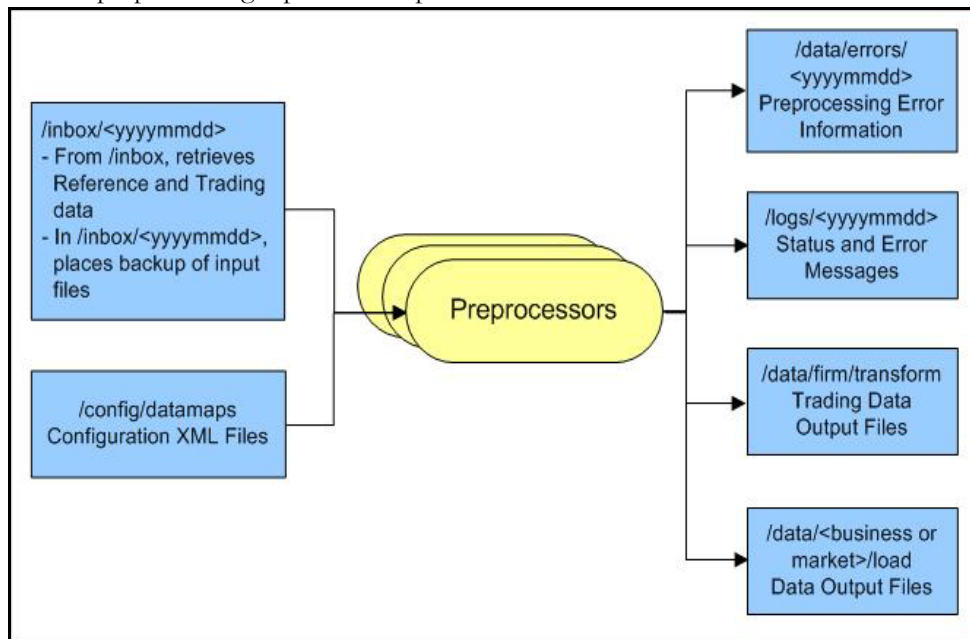 /inbox/<yyyymmdd>
- From /inbox, retrieves
Reference and Trading
data
- In /inbox/<yyyymmdd>,
places backup of input
files
/config/datamaps
Configuration XML Files
Preprocessors
/data/errors/
<yyyymmdd>
Preprocessing Error
Information
/logs/<yyyymmdd>
Status and Error
Messages
/data/firm/transform
Trading Data
Output Files
/data/<business or
market>/load
Data Output Files